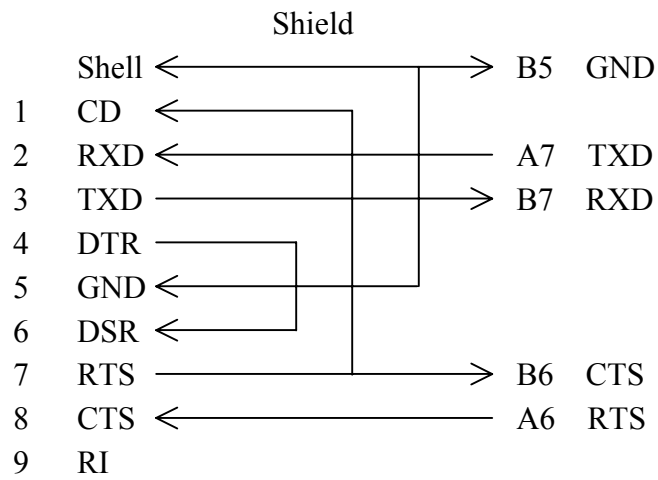 Shield
Shell B5 GND
1 CD
2 RXD A7 TXD
3 TXD B7 RXD
4 DTR
5 GND
6 DSR
7 RTS B6 CTS
8 CTS A6 RTS
9 RI